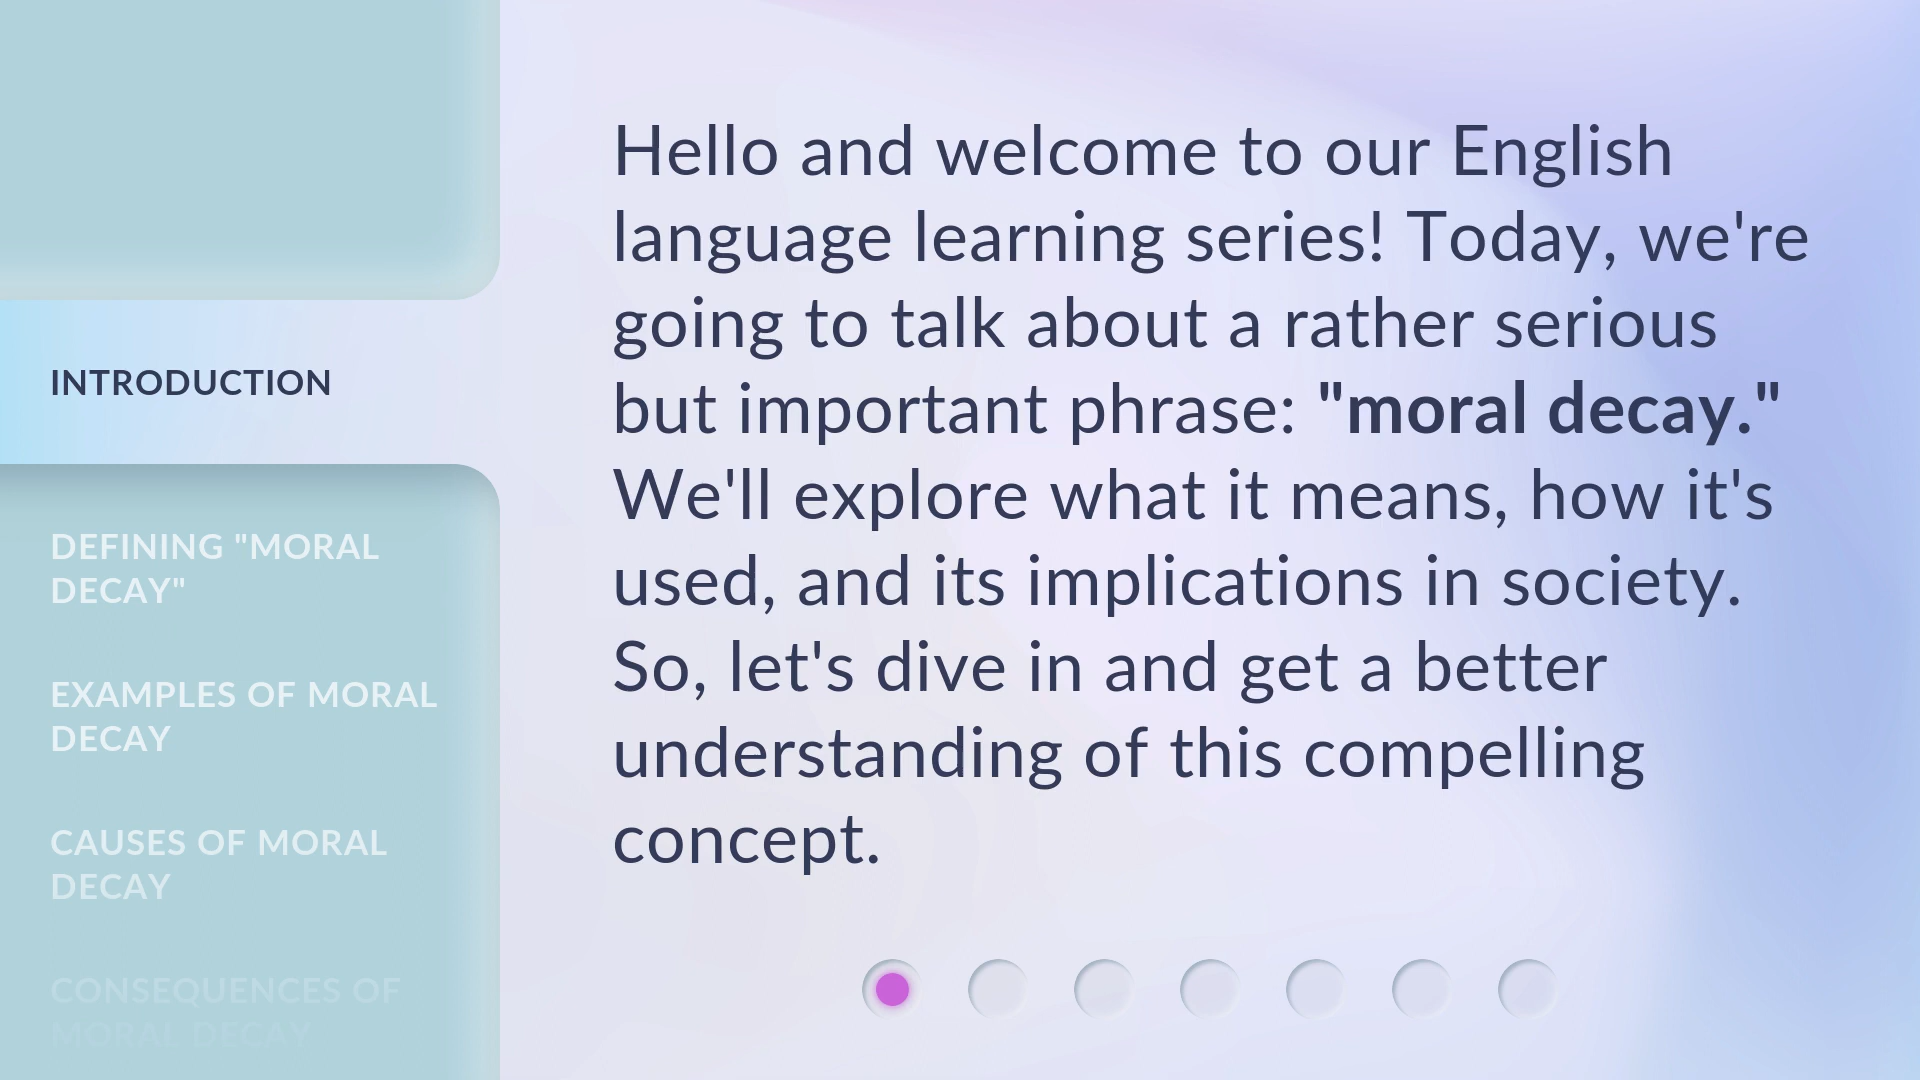 INTRODUCTION
DEFINING "MORAL
DECAY"
EXAMPLES OF MORAL
DECAY
CAUSES OF MORAL
DECAY
CONSEQUENCES OF
MORAL DECAY
Hello and welcome to our English
language learning series! Today, we're
going to talk about a rather serious
but important phrase: "moral decay."
We'll explore what it means, how it's
used, and its implications in society.
So, let's dive in and get a better
understanding of this compelling
concept.